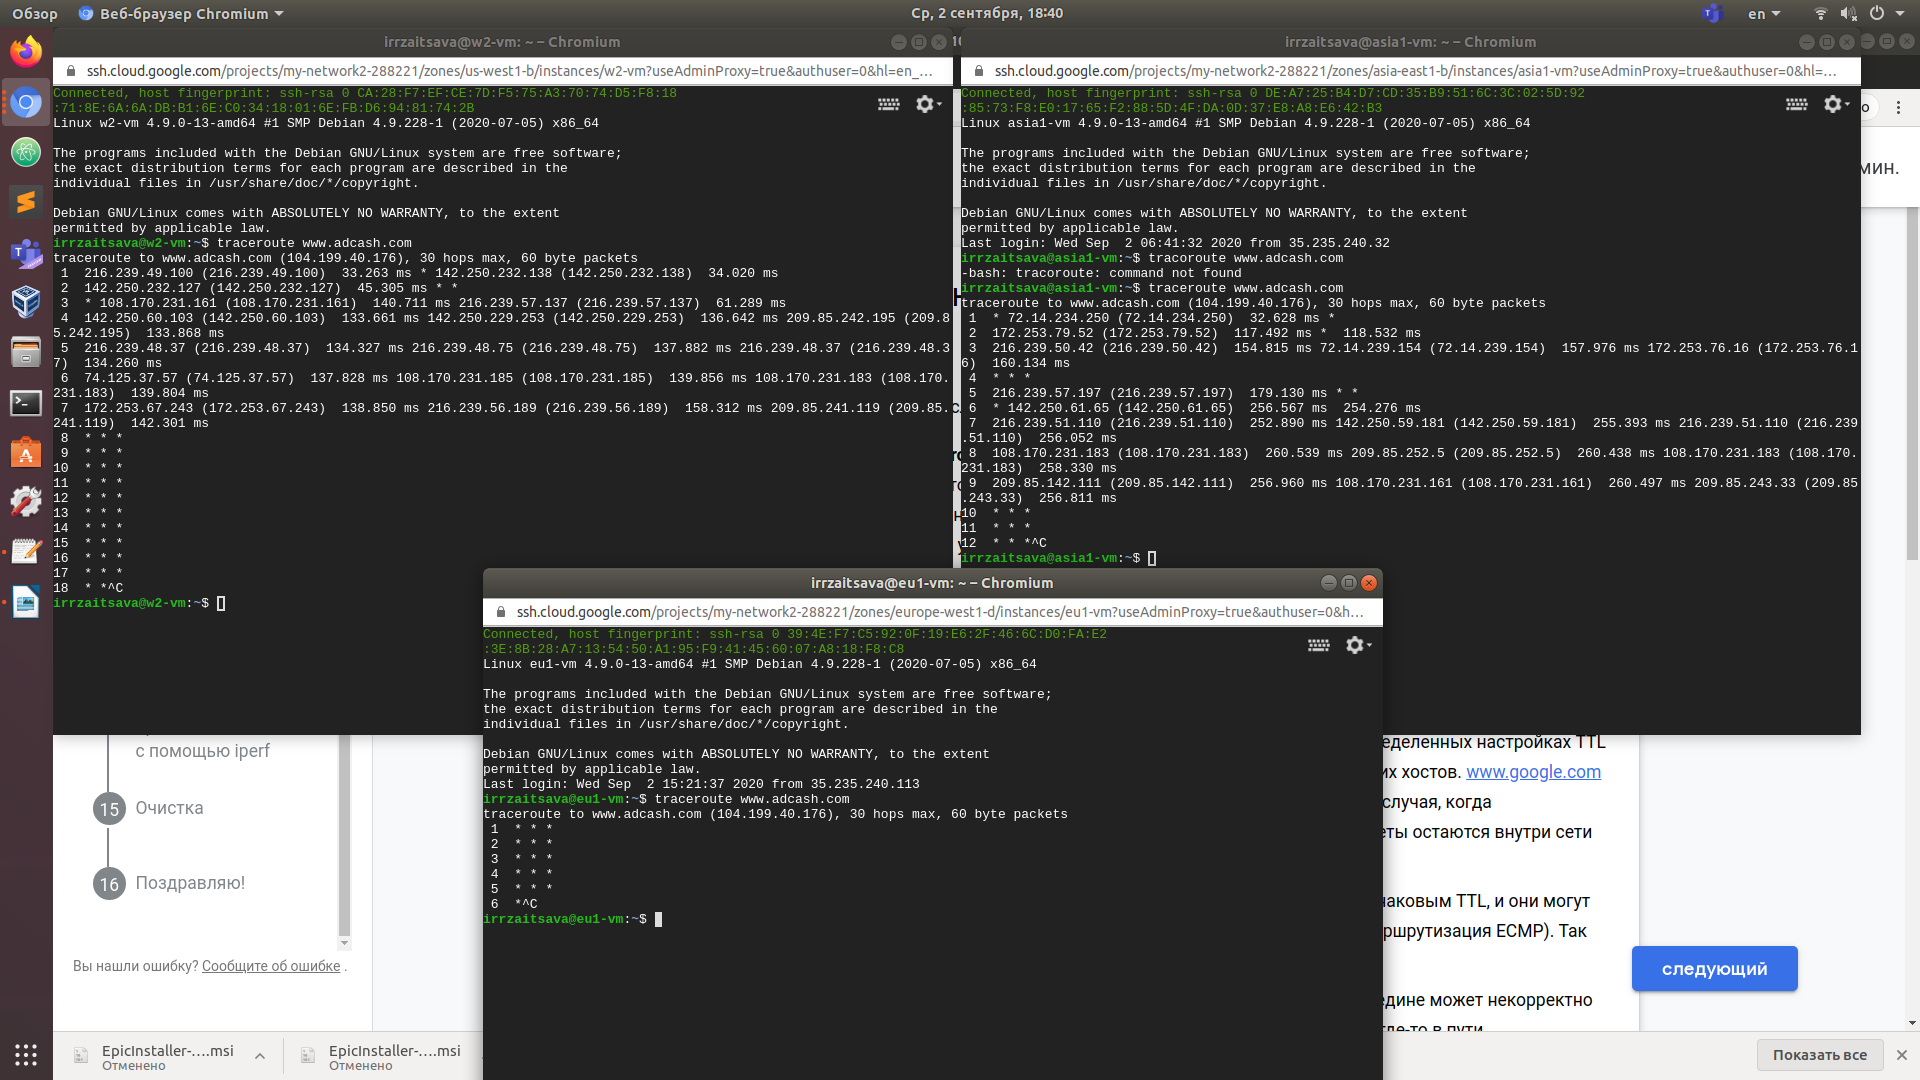 Обзор
Веб-браузер Chromium
Ср, 2 сентября, 18:40
en
irrzaitsava@w2-vm: ~ – Chromium
ssh.cloud.google.com/projects/my-network2-288221/zones/us-west1-b/instances/w2-vm?useAdminProxy=true&authuser=0&hl=en_...
Connected, host fingerprint: ssh-rsa 0 CA:28:F7:EF:CE:7D:F5:75:A3:70:74:D5:F8:18
:71:8E:6A:6A:DB:B1:6E:C0:34:18:01:6E:FB:D6:94:81:74:2B
Linux w2-vm 4.9.0-13-amd64 #1 SMP Debian 4.9.228-1 (2020-07-05) x86_64
The programs included with the Debian GNU/Linux system are free software;
the exact distribution terms for each program are described in the
individual files in /usr/share/doc/*/copyright.
Debian GNU/Linux comes with ABSOLUTELY NO WARRANTY, to the extent
permitted by applicable law.
irrzaitsava@w2-vm:~$ traceroute www.adcash.com
traceroute to www.adcash.com (104.199.40.176), 30 hops max, 60 byte packets
1  216.239.49.100 (216.239.49.100)  33.263 ms * 142.250.232.138 (142.250.232.138)  34.020 ms
2  142.250.232.127 (142.250.232.127)  45.305 ms * *
3  * 108.170.231.161 (108.170.231.161)  140.711 ms 216.239.57.137 (216.239.57.137)  61.289 ms
4  142.250.60.103 (142.250.60.103)  133.661 ms 142.250.229.253 (142.250.229.253)  136.642 ms 209.85.242.195 (209.8
5.242.195)  133.868 ms
5  216.239.48.37 (216.239.48.37)  134.327 ms 216.239.48.75 (216.239.48.75)  137.882 ms 216.239.48.37 (216.239.48.3
7)  134.260 ms
6  74.125.37.57 (74.125.37.57)  137.828 ms 108.170.231.185 (108.170.231.185)  139.856 ms 108.170.231.183 (108.170.
231.183)  139.804 ms
7  172.253.67.243 (172.253.67.243)  138.850 ms 216.239.56.189 (216.239.56.189)  158.312 ms 209.85.241.119 (209.85.
241.119)  142.301 ms
8  * * *
9  * * *
10  * * *
11  * * *
12  * * *
13  * * *
14  * * *
15  * * *
16  * * *
17  * * *
18  * *^C
irrzaitsava@w2-vm:~$
irrzaitsava@asia1-vm: ~ – Chromium
ssh.cloud.google.com/projects/my-network2-288221/zones/asia-east1-b/instances/asia1-vm?useAdminProxy=true&authuser=0&hl=...
Connected, host fingerprint: ssh-rsa 0 DE:A7:25:B4:D7:CD:35:B9:51:6C:3C:02:5D:92
:85:73:F8:E0:17:65:F2:88:5D:4F:DA:0D:37:E8:A8:E6:42:B3
Linux asia1-vm 4.9.0-13-amd64 #1 SMP Debian 4.9.228-1 (2020-07-05) x86_64
The programs included with the Debian GNU/Linux system are free software;
the exact distribution terms for each program are described in the
individual files in /usr/share/doc/*/copyright.
Debian GNU/Linux comes with ABSOLUTELY NO WARRANTY, to the extent
permitted by applicable law.
Last login: Wed Sep  2 06:41:32 2020 from 35.235.240.32
irrzaitsava@asia1-vm:~$ tracoroute www.adcash.com
-bash: tracoroute: command not found
irrzaitsava@asia1-vm:~$ traceroute www.adcash.com
traceroute to www.adcash.com (104.199.40.176), 30 hops max, 60 byte packets
1  * 72.14.234.250 (72.14.234.250)  32.628 ms *
2  172.253.79.52 (172.253.79.52)  117.492 ms *  118.532 ms
3  216.239.50.42 (216.239.50.42)  154.815 ms 72.14.239.154 (72.14.239.154)  157.976 ms 172.253.76.16 (172.253.76.1
6)  160.134 ms
4  * * *
5  216.239.57.197 (216.239.57.197)  179.130 ms * *
6  * 142.250.61.65 (142.250.61.65)  256.567 ms  254.276 ms
7  216.239.51.110 (216.239.51.110)  252.890 ms 142.250.59.181 (142.250.59.181)  255.393 ms 216.239.51.110 (216.239
.51.110)  256.052 ms
8  108.170.231.183 (108.170.231.183)  260.539 ms 209.85.252.5 (209.85.252.5)  260.438 ms 108.170.231.183 (108.170.
231.183)  258.330 ms
9  209.85.142.111 (209.85.142.111)  256.960 ms 108.170.231.161 (108.170.231.161)  260.497 ms 209.85.243.33 (209.85
.243.33)  256.811 ms
10  * * *
11  * * *
12  * * *^C
irrzaitsava@asia1-vm:~$
мин.
irrzaitsava@eu1-vm: ~ – Chromium
ssh.cloud.google.com/projects/my-network2-288221/zones/europe-west1-d/instances/eu1-vm?useAdminProxy=true&authuser=0&h...
Connected, host fingerprint: ssh-rsa 0 39:4E:F7:C5:92:0F:19:E6:2F:46:6C:D0:FA:E2
:3E:8B:28:A7:13:54:50:A1:95:F9:41:45:60:07:A8:18:F8:C8
Linux eu1-vm 4.9.0-13-amd64 #1 SMP Debian 4.9.228-1 (2020-07-05) x86_64
The programs included with the Debian GNU/Linux system are free software;
the exact distribution terms for each program are described in the
individual files in /usr/share/doc/*/copyright.
Debian GNU/Linux comes with ABSOLUTELY NO WARRANTY, to the extent
permitted by applicable law.
Last login: Wed Sep  2 15:21:37 2020 from 35.235.240.113
irrzaitsava@eu1-vm:~$ traceroute www.adcash.com
traceroute to www.adcash.com (104.199.40.176), 30 hops max, 60 byte packets
1  * * *
2  * * *
3  * * *
4  * * *
5  * * *
6  *^C
irrzaitsava@eu1-vm:~$
с помощью iperf
15 Очистка
16 Поздравляю!
Вы нашли ошибку? Сообщите об ошибке .
еделенных настройках TTL
их хостов. www.google.com
случая, когда
еты остаются внутри сети
наковым TTL, и они могут
ршрутизация ECMP). Так
едине может некорректно
где-то в пути
следующий
EpicInstaller-....msi
Отменено
EpicInstaller-....msi
Отменено
Показать все